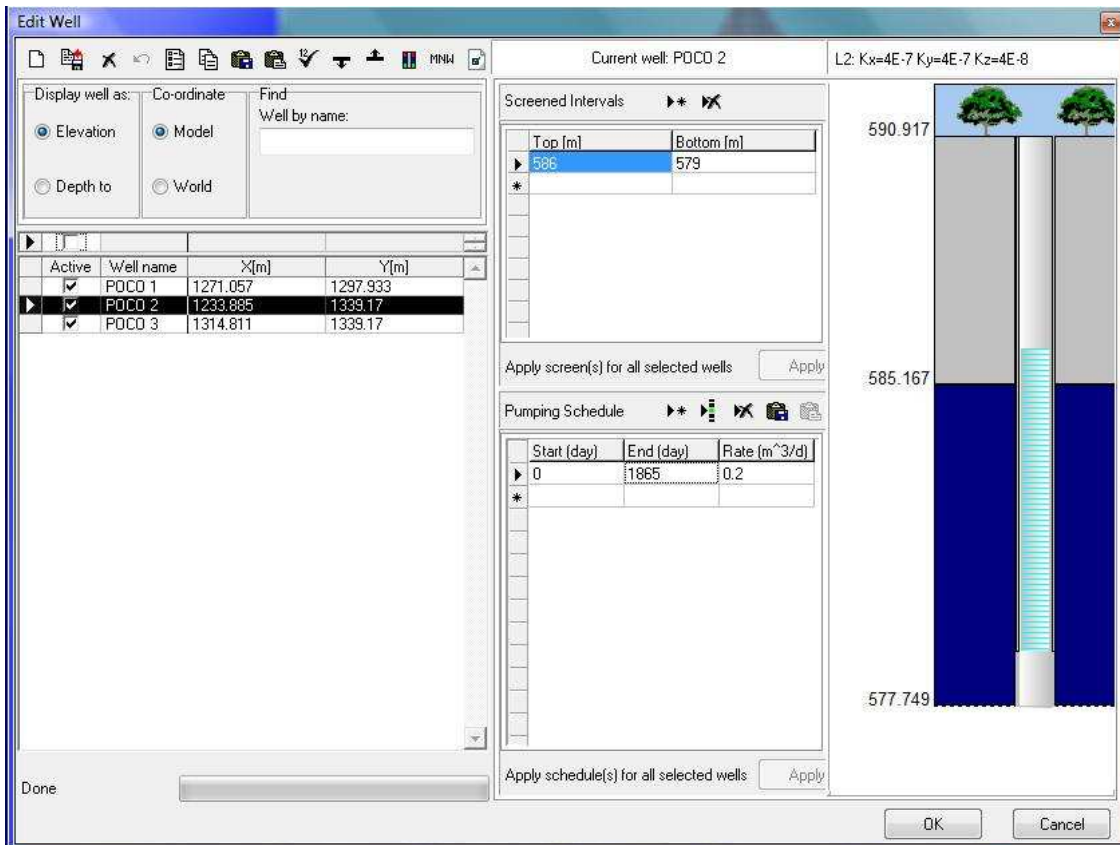 Edit Well
MNW
Current well: POCO 2
L2: Kx=4E-7 Ky=4E-7 Kz=4E-8
Display well as:
Elevation
Depth to
Co-ordinate
Model
World
Find
Well by name:
Active Well name X[m] Y[m]
POCO 1 1271.057 1297.933
POCO 2 1233.885 1339.17
POCO 3 1314.811 1339.17
Done
Screened Intervals
Top [m] Bottom [m]
586 579
*
Apply screen(s) for all selected wells Apply
Pumping Schedule
Start (day) End (day) Rate (m^3/d)
0 1865 0.2
*
Apply schedule(s) for all selected wells Apply
590.917
585.167
577.749
OK Cancel